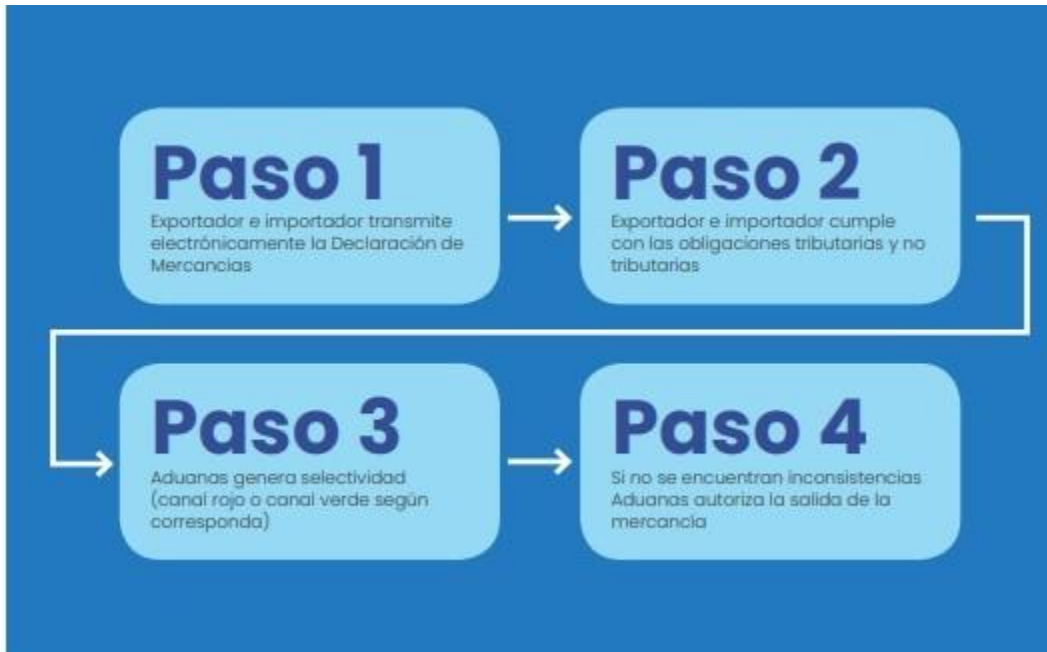 Paso 1
Exportador e importador transmite
electrónicamente la Declaración de
Mercancias
Paso 2
Exportador e importador cumple
con las obligaciones tributarias y no
tributarias
Paso 3
Aduanas genera selectividad
(canal rojo o canal verde según
corresponda)
Paso 4
Si no se encuentran inconsistencias
Aduanas autoriza la salida de la
mercancía